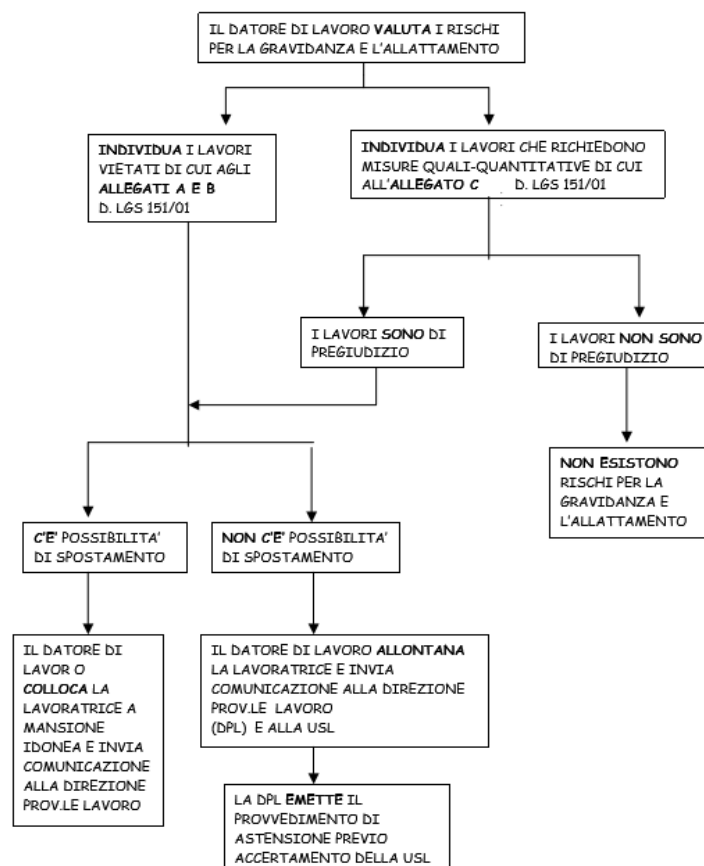 IL DATORE DI LAVORO VALUTA I RISCHI
PER LA GRAVIDANZA E L'ALLATTAMENTO
INDIVIDUA I LAVORI
VIETATI DI CUI AGLI
ALLEGATI A E B
D. LGS 151/01
INDIVIDUA I LAVORI CHE RICHIEDONO
MISURE QUALI-QUANTITATIVE DI CUI
ALL'ALLEGATO C D. LGS 151/01
I LAVORI SONO DI
PREGIUDIZIO
I LAVORI NON SONO
DI PREGIUDIZIO
NON ESISTONO
RISCHI PER LA
GRAVIDANZA E
L'ALLATTAMENTO
C'E' POSSIBILITA'
DI SPOSTAMENTO
NON C'E' POSSIBILITA'
DI SPOSTAMENTO
IL DATORE DI
LAVOR O
COLLOCA LA
LAVORATRICE A
MANSIONE
IDONEA E INVIA
COMUNICAZIONE
ALLA DIREZIONE
PROV.LE LAVORO
IL DATORE DI LAVORO ALLONTANA
LA LAVORATRICE E INVIA
COMUNICAZIONE ALLA DIREZIONE
PROV.LE LAVORO
(DPL) E ALLA USL
LA DPL EMETTE IL
PROVVEDIMENTO DI
ASTENSIONE PREVIO
ACCERTAMENTO DELLA USL